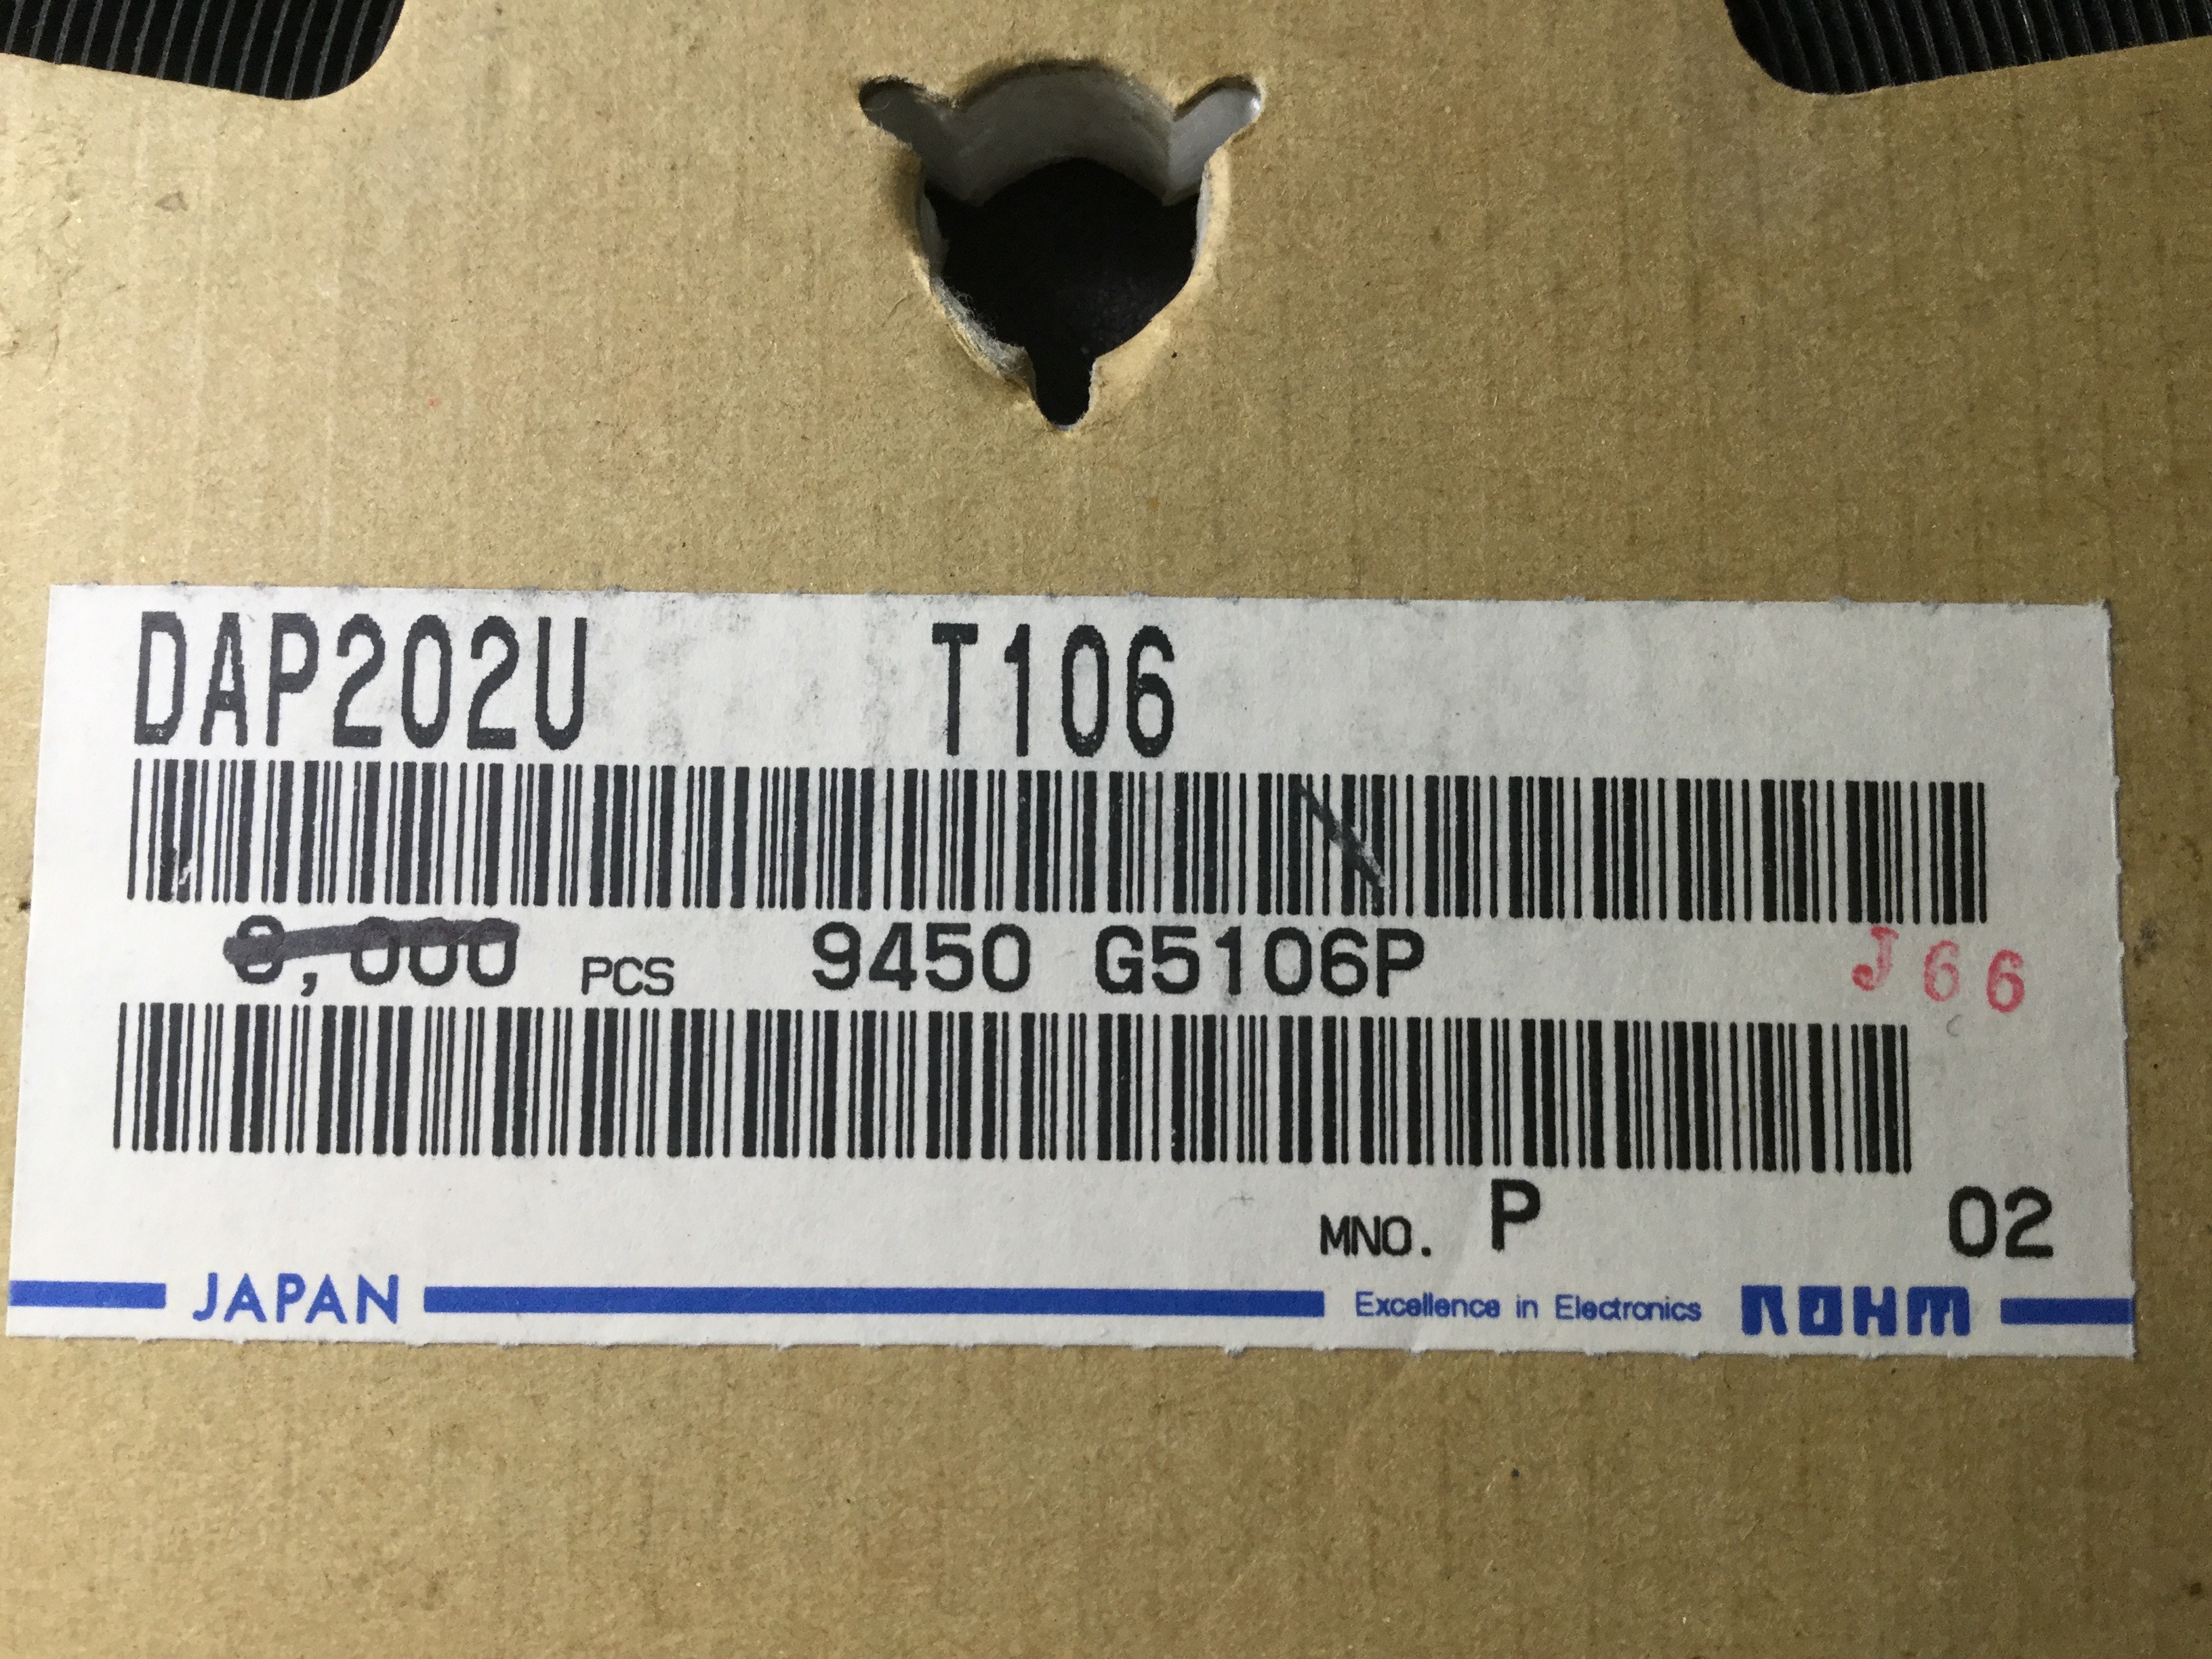 DAP202U T106
PCS 9450 G5106P J66
MNO. P 02
JAPAN Excellence in Electronics ROHM